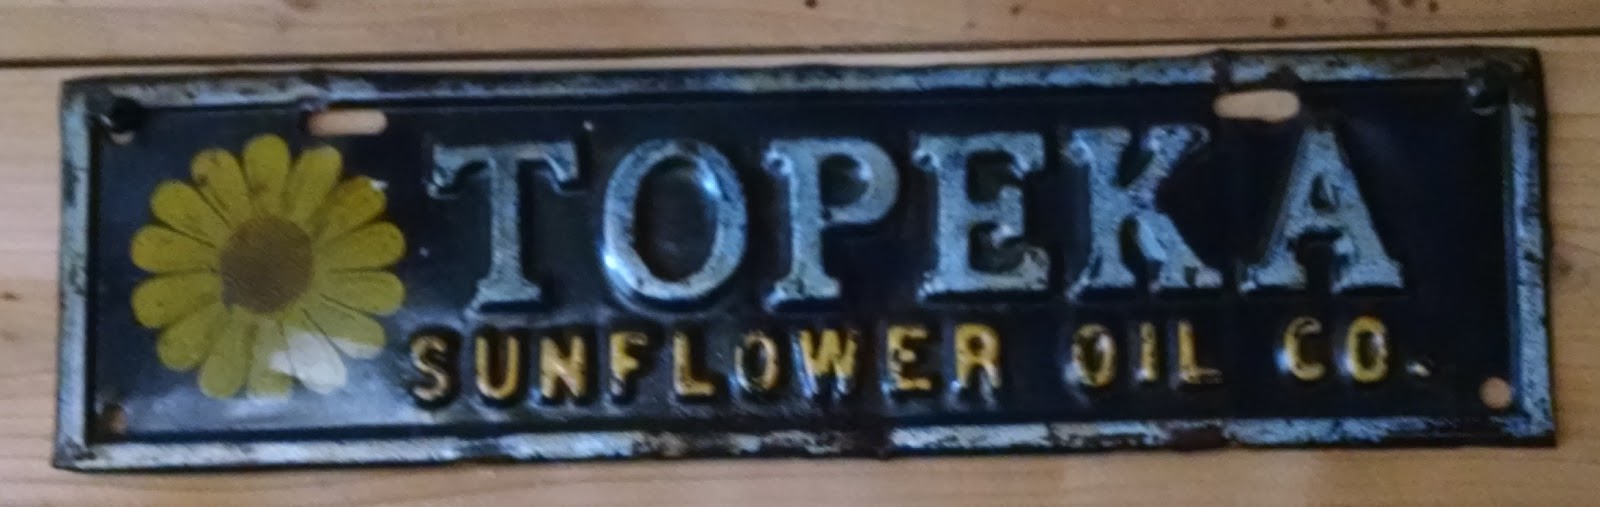 TOPEKA
SUNFLOWER OIL CO.